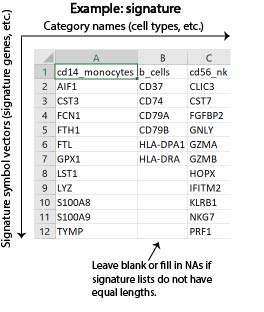 Example: signature
Category names (cell types, etc.)
Signature symbol vectors (signature genes, etc.)
A B C
1 cd14_monocytes b_cells cd56_nk
2 AIF1 CD37 CLIC3
3 CST3 CD74 CST7
4 FCN1 CD79A FGFBP2
5 FTH1 CD79B GNLY
6 FTL HLA-DPA1 GZMA
7 GPX1 HLA-DRA GZMB
8 LST1 HOPX
9 LYZ IFITM2
10 S100A8 KLRB1
11 S100A9 NKG7
12 TYMP PRF1
Leave blank or fill in NAs if
signature lists do not have
equal lengths.